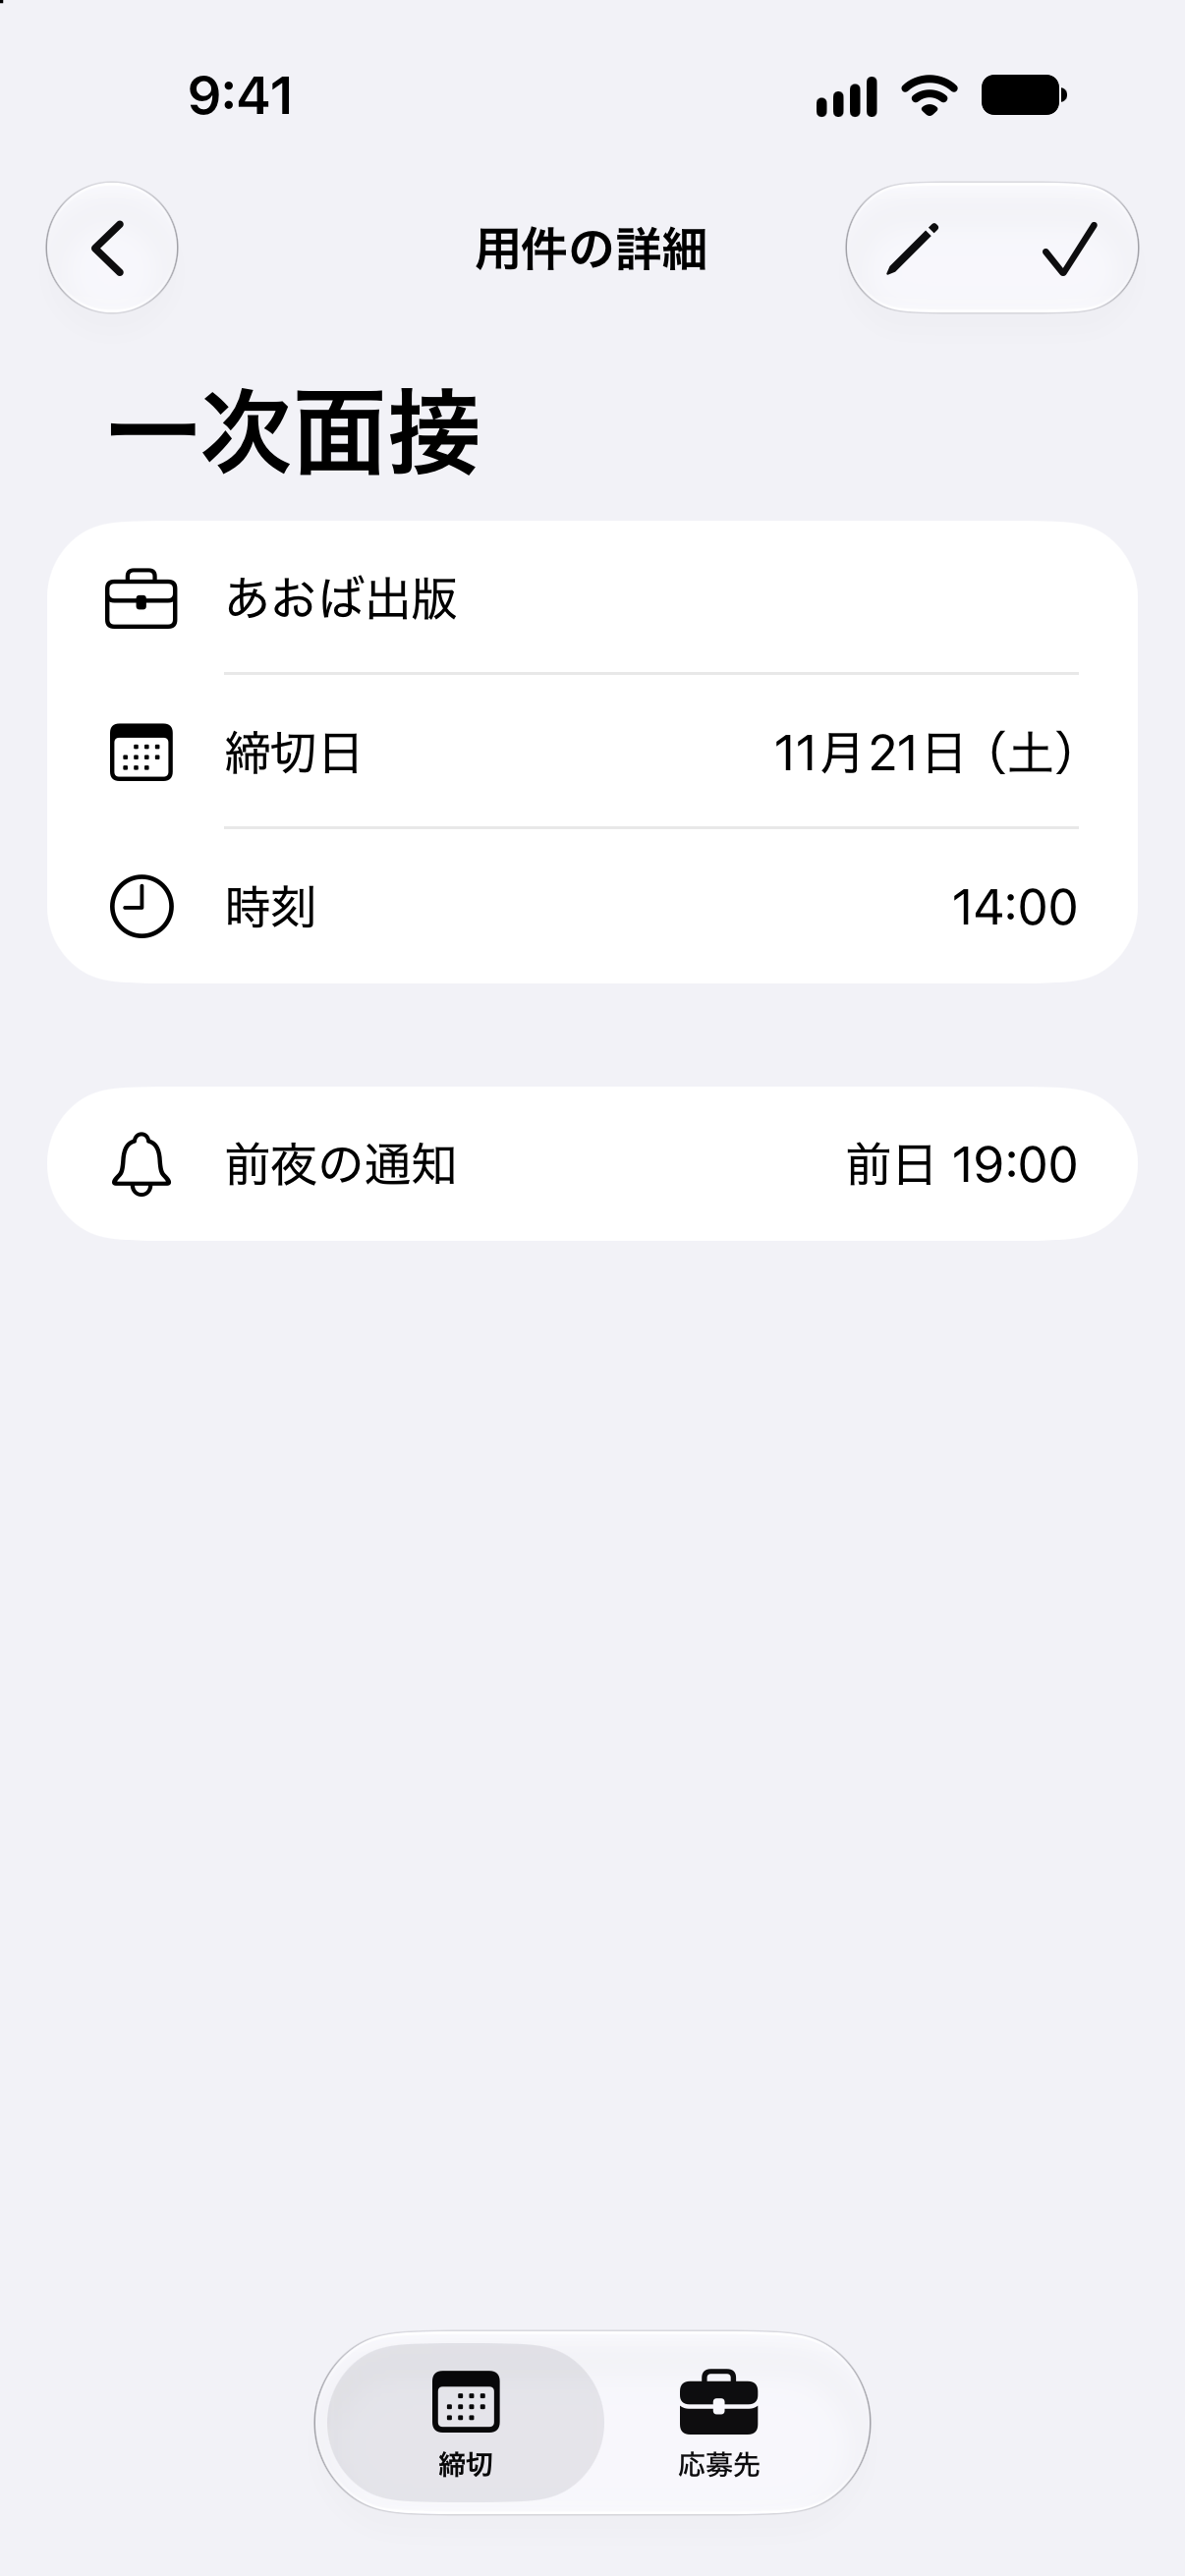 9:41
用件の詳細
一次面接
あおば出版
締切日 11月21日（土）
時刻 14:00
前夜の通知 前日 19:00
締切 応募先